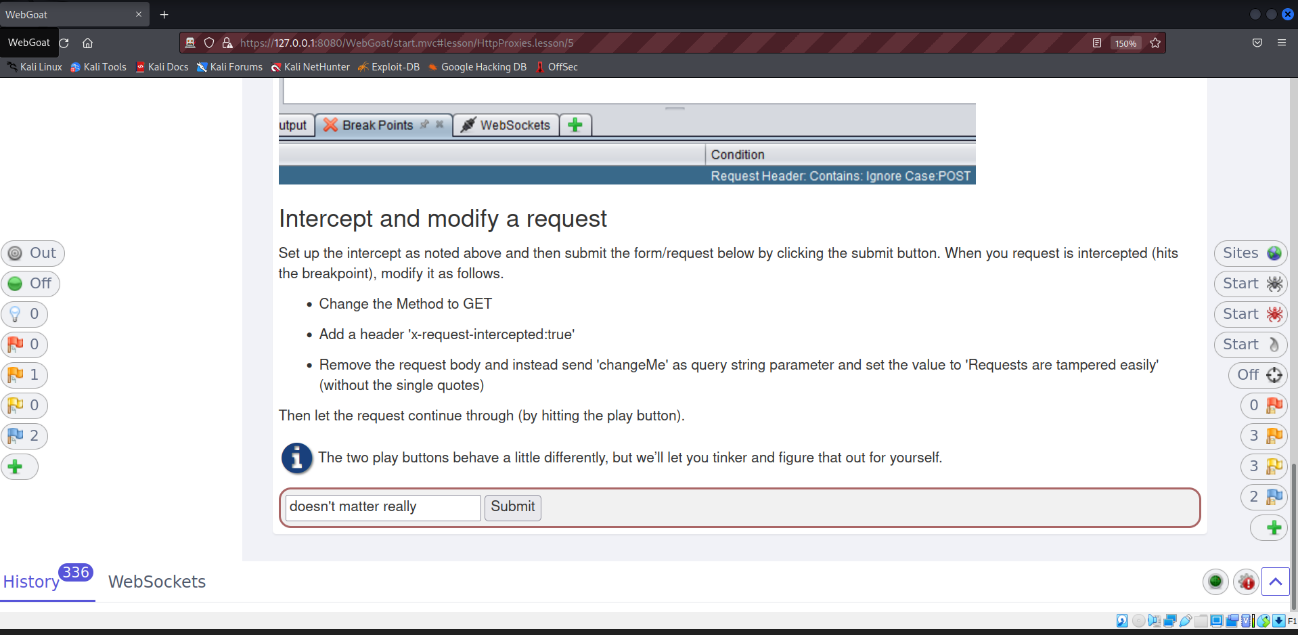 WebGoat
WebGoat
https://127.0.0.1:8080/WebGoat/start.mvc#lesson/HttpProxies.lesson/5
150%
Kali Linux
Kali Tools
Kali Docs
Kali Forums
Kali NetHunter
Exploit-DB
Google Hacking DB
OffSec
utput
Break Points
WebSockets
Condition
Request Header: Contains: Ignore Case:POST
Intercept and modify a request
Set up the intercept as noted above and then submit the form/request below by clicking the submit button. When you request is intercepted (hits
the breakpoint), modify it as follows.
• Change the Method to GET
• Add a header 'x-request-intercepted:true'
• Remove the request body and instead send 'changeMe' as query string parameter and set the value to 'Requests are tampered easily'
(without the single quotes)
Then let the request continue through (by hitting the play button).
The two play buttons behave a little differently, but we'll let you tinker and figure that out for yourself.
doesn't matter really
Submit
Out
Off
0
0
1
0
2
Sites
Start
Start
Start
Off
0
3
3
2
History 336
WebSockets
F1